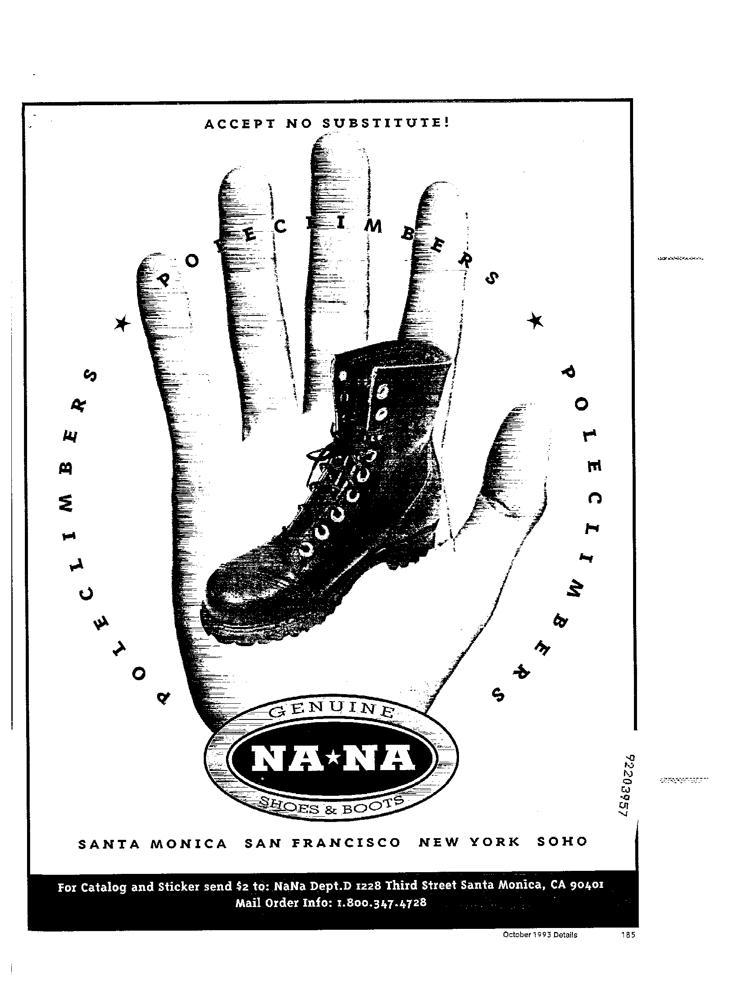 ACCEPT NO SUBSTITUTE!
POLECLIMBERS ★ POLECLIMBERS ★ POLECLIMBERS
GENUINE
NA★NA
SHOES & BOOTS
92203957
SANTA MONICA SAN FRANCISCO NEW YORK SOHO
For Catalog and Sticker send $2 to: NaNa Dept.D 1228 Third Street Santa Monica, CA 90401
Mail Order Info: 1.800.347.4728
October 1993 Details 185